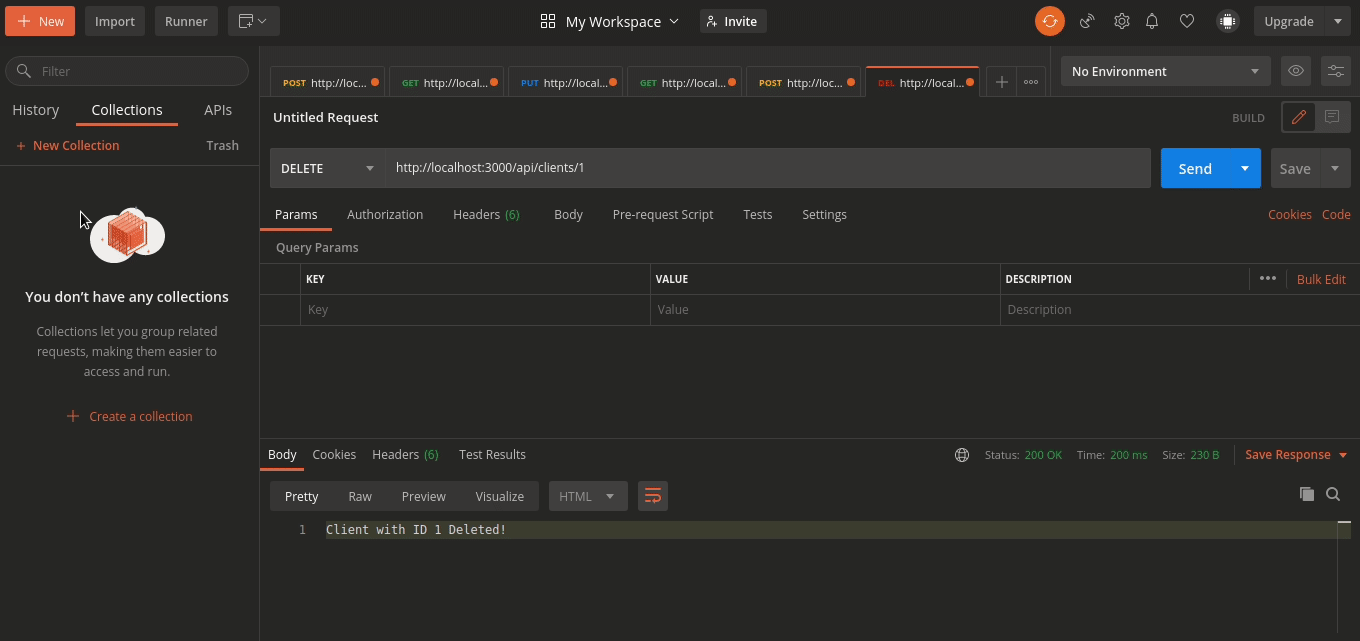 New Import Runner My Workspace Invite Upgrade
Filter
History Collections APIs
+ New Collection Trash
You don't have any collections
Collections let you group related
requests, making them easier to
access and run.
+ Create a collection
POST http://loc... GET http://local... PUT http://local... GET http://local... POST http://loc... DEL http://local... No Environment
Untitled Request BUILD
DELETE http://localhost:3000/api/clients/1 Send Save
Params Authorization Headers (6) Body Pre-request Script Tests Settings Cookies Code
Query Params
KEY VALUE DESCRIPTION ••• Bulk Edit
Key Value Description
Body Cookies Headers (6) Test Results Status: 200 OK Time: 200 ms Size: 230 B Save Response
Pretty Raw Preview Visualize HTML
1 Client with ID 1 Deleted!